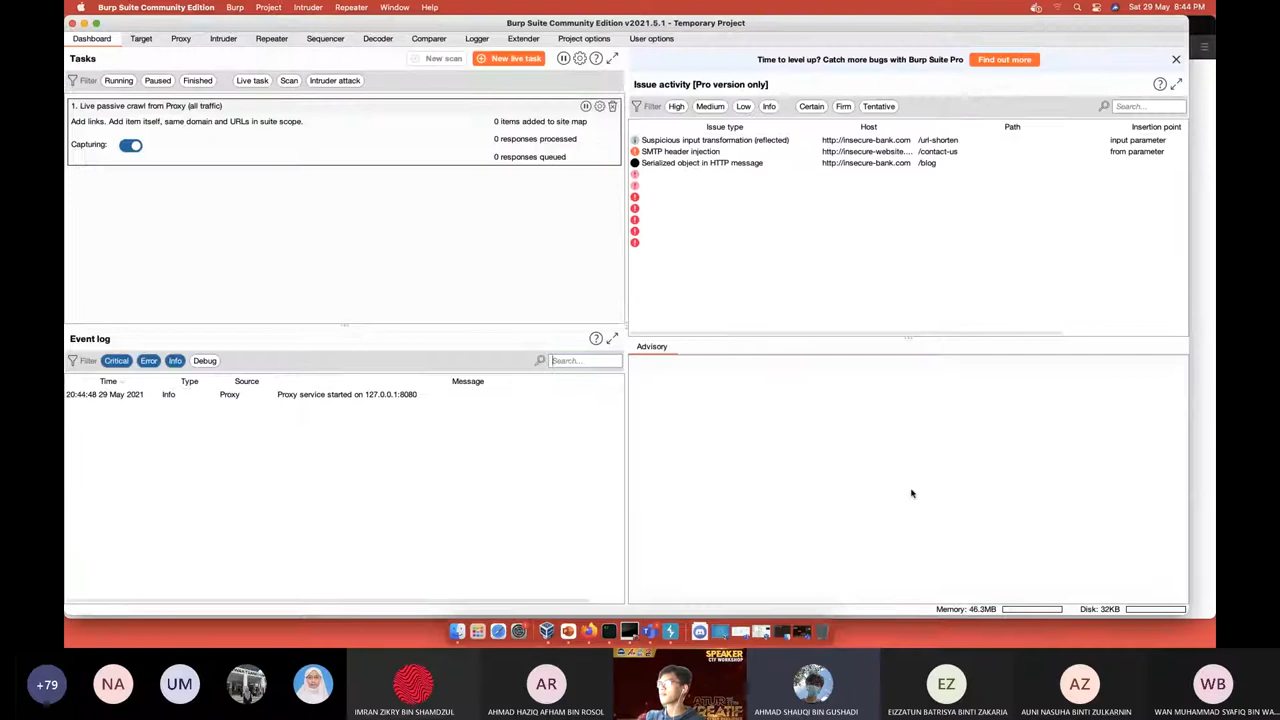 Burp Suite Community Edition Burp Project Intruder Repeater Window Help Sat 29 May 8:44 PM
Burp Suite Community Edition v2021.5.1 - Temporary Project
Dashboard Target Proxy Intruder Repeater Sequencer Decoder Comparer Logger Extender Project options User options
Tasks New scan New live task
Time to level up? Catch more bugs with Burp Suite Pro Find out more
Filter Running Paused Finished Live task Scan Intruder attack
Issue activity [Pro version only]
Filter High Medium Low Info Certain Firm Tentative Search...
1. Live passive crawl from Proxy (all traffic)
Add links. Add item itself, same domain and URLs in suite scope.
Capturing:
0 items added to site map
0 responses processed
0 responses queued
Issue type Host Path Insertion point
Suspicious input transformation (reflected) http://insecure-bank.com /url-shorten input parameter
SMTP header injection http://insecure-website... /contact-us from parameter
Serialized object in HTTP message http://insecure-bank.com /blog
Event log
Filter Critical Error Info Debug Search...
Time Type Source Message
20:44:48 29 May 2021 Info Proxy Proxy service started on 127.0.0.1:8080
Advisory
Memory: 46.3MB Disk: 32KB
+79
NA
UM
IMRAN ZIKRY BIN SHAMDZUL
AR
AHMAD HAZIQ AFHAM BIN ROSOL
SPEAKER
CTF WORKSHOP
AHMAD SHAUQI BIN GUSHADI
EZ
EIZZATUN BATRISYA BINTI ZAKARIA
AZ
AUNI NASUHA BINTI ZULKARNIN
WB
WAN MUHAMMAD SYAFIQ BIN WA...